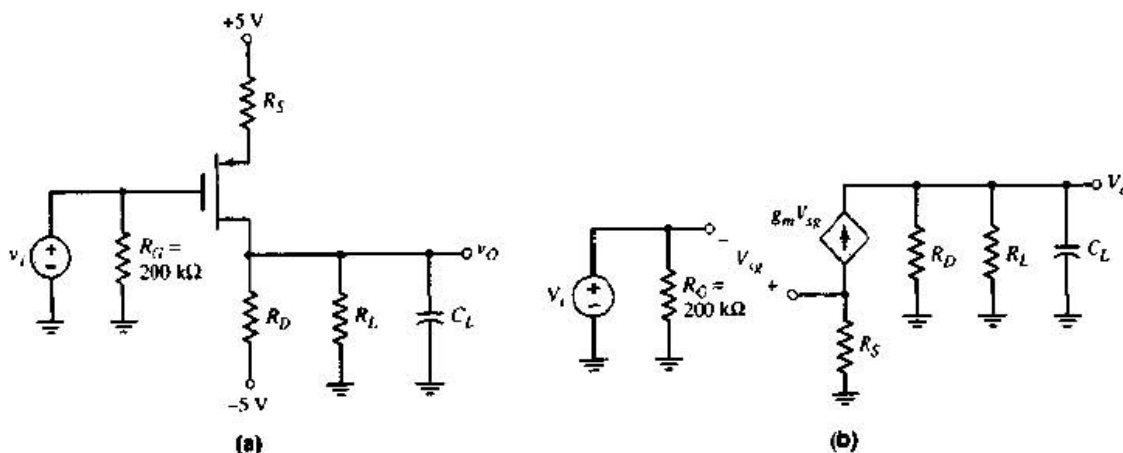 +5 V
R_S
v_i
R_G =
200 kΩ
v_O
R_D
R_L
C_L
−5 V
(a)
V_i
R_G =
200 kΩ
−
V_sg
+
g_m V_sg
R_S
R_D
R_L
C_L
(b)